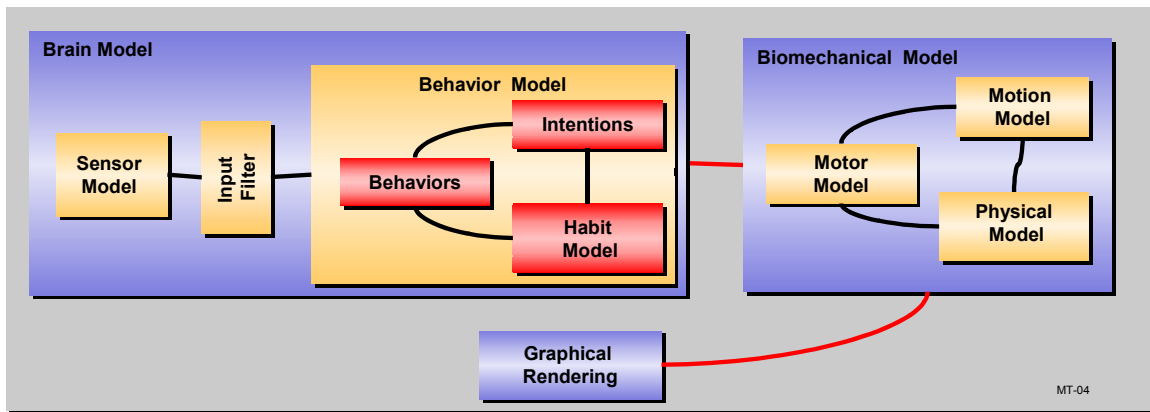 Brain Model
Behavior Model
Sensor
Model
Input
Filter
Behaviors
Intentions
Habit
Model
Biomechanical Model
Motion
Model
Motor
Model
Physical
Model
Graphical
Rendering
MT-04